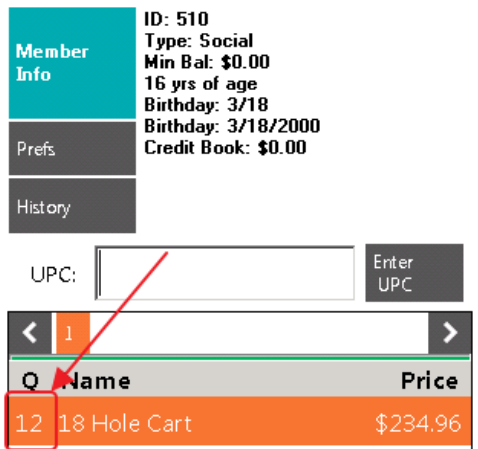 Member
Info
Prefs
History
ID: 510
Type: Social
Min Bal: $0.00
16 yrs of age
Birthday: 3/18
Birthday: 3/18/2000
Credit Book: $0.00
UPC:
Enter
UPC
< 1 >
Q Name Price
12 18 Hole Cart $234.96